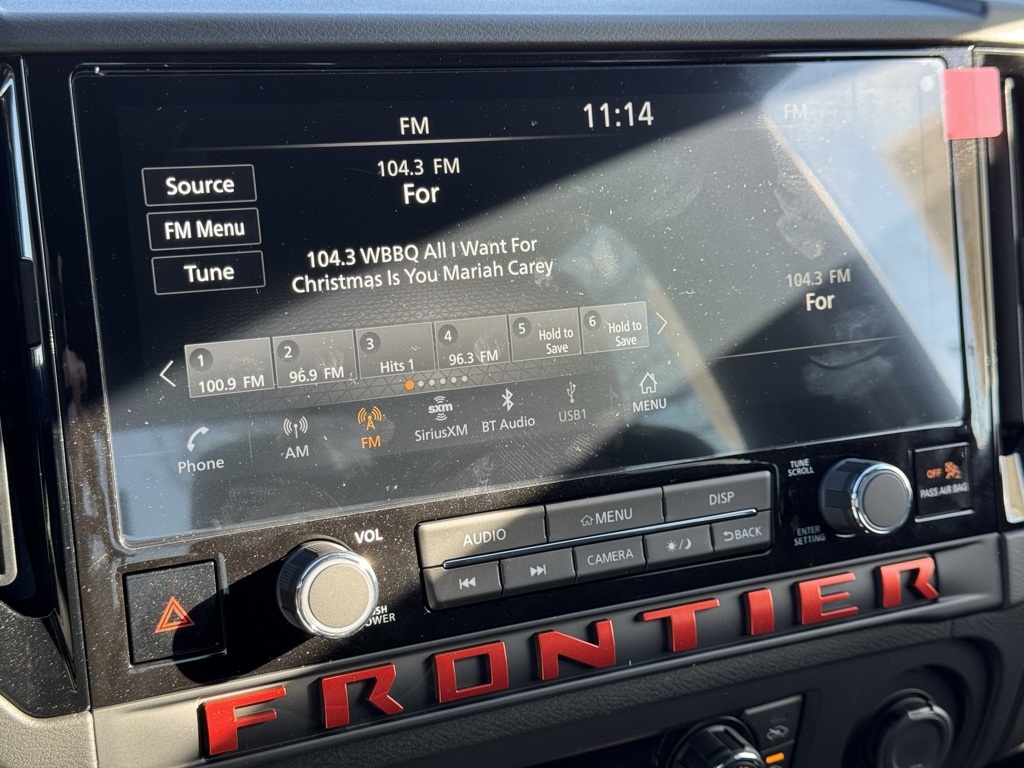 FM
11:14
FM
Source
FM Menu
Tune
104.3 FM
For
104.3 WBBQ All I Want For
Christmas Is You Mariah Carey
104.3 FM
For
1
100.9 FM
2
96.9 FM
3
Hits 1
4
96.3 FM
5
Hold to
Save
6
Hold to
Save
Phone
AM
FM
sxm
SiriusXM
BT Audio
USB1
MENU
VOL
AUDIO
MENU
DISP
CAMERA
BACK
TUNE
SCROLL
ENTER
SETTING
OFF
PASS AIR BAG
FRONTIER